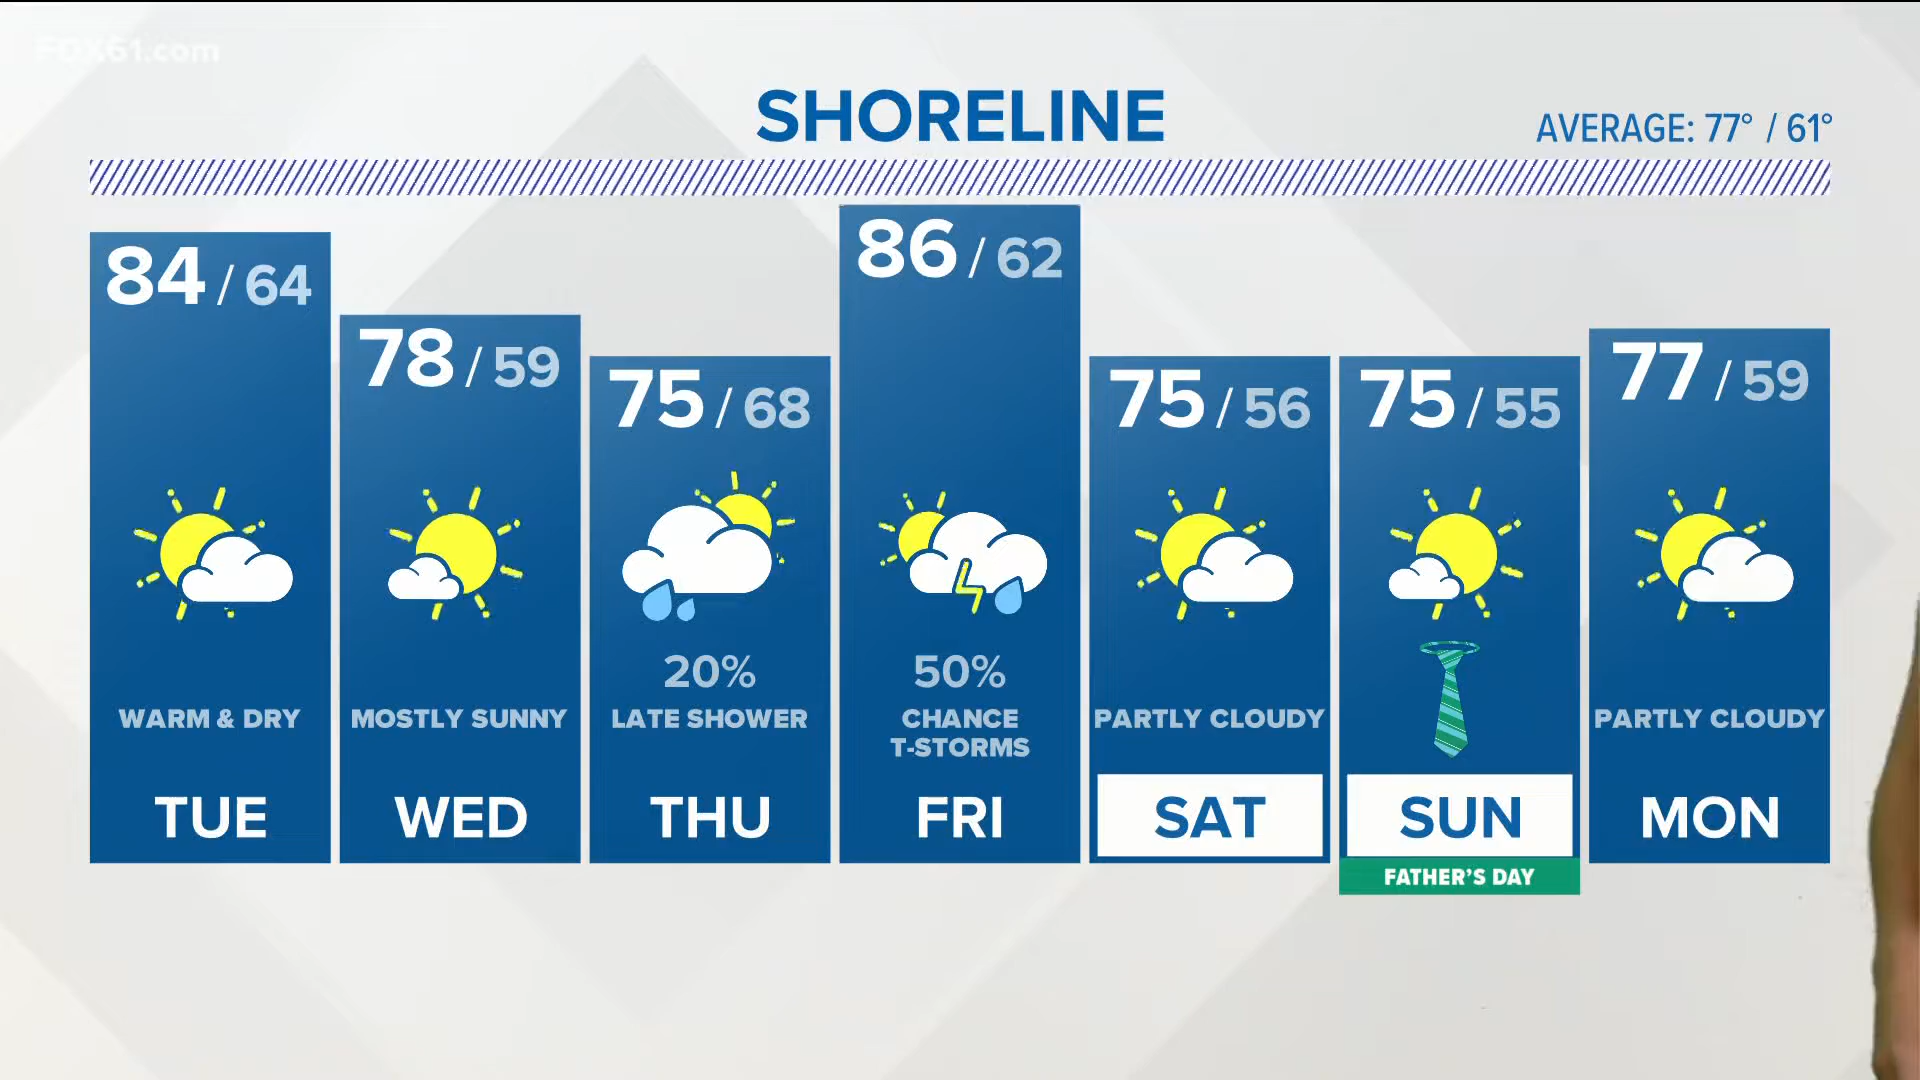 FOX61.com
SHORELINE
AVERAGE: 77° / 61°
84 / 64
WARM & DRY
TUE
78 / 59
MOSTLY SUNNY
WED
75 / 68
20%
LATE SHOWER
THU
86 / 62
50%
CHANCE
T-STORMS
FRI
75 / 56
PARTLY CLOUDY
SAT
75 / 55
SUN
FATHER'S DAY
77 / 59
PARTLY CLOUDY
MON